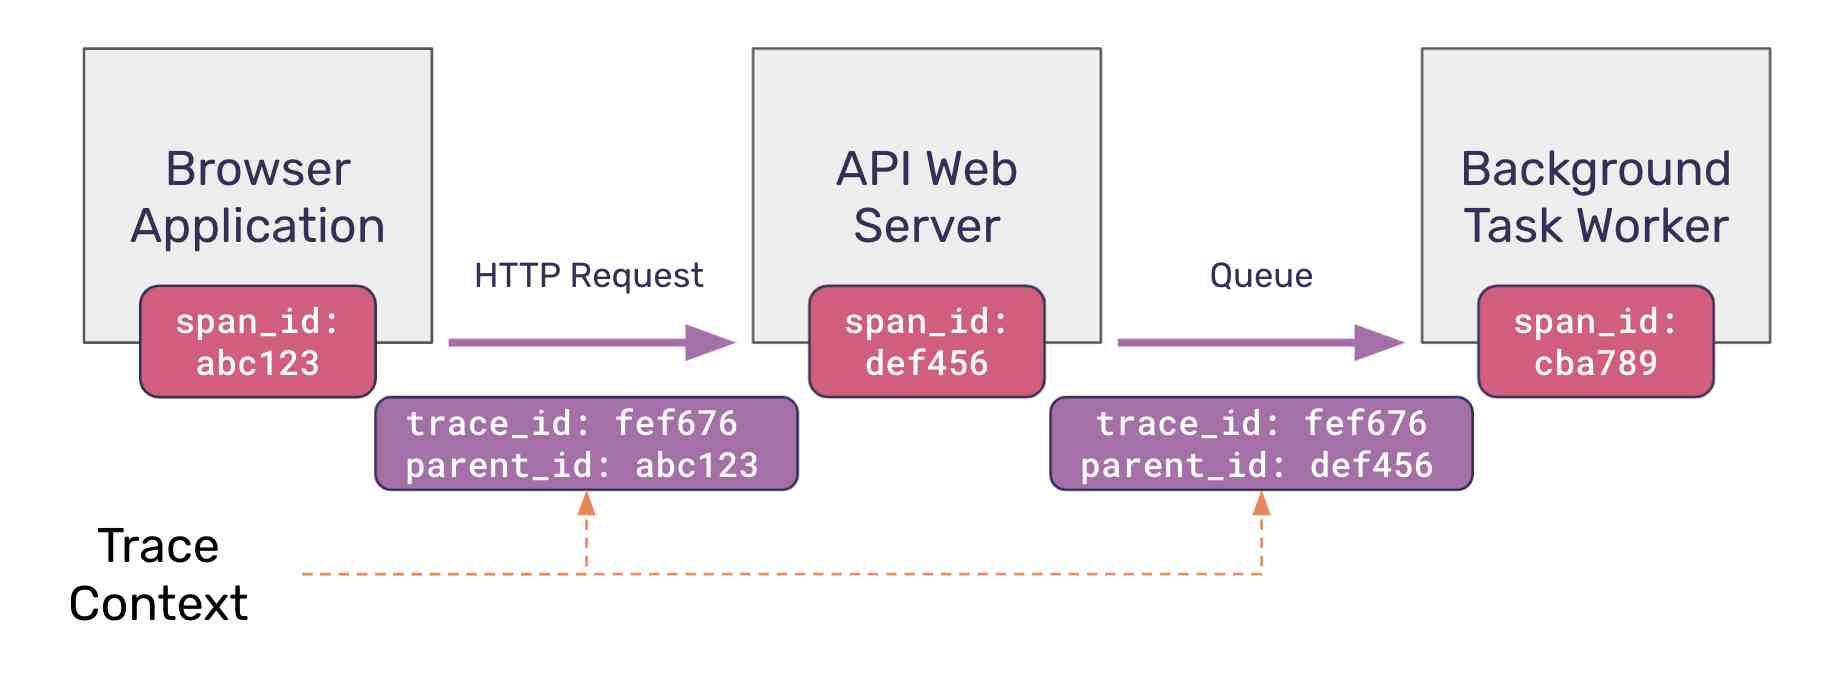 Browser
Application
HTTP Request
span_id:
abc123
API Web
Server
Queue
span_id:
def456
Background
Task Worker
span_id:
cba789
trace_id: fef676
parent_id: abc123
trace_id: fef676
parent_id: def456
Trace
Context